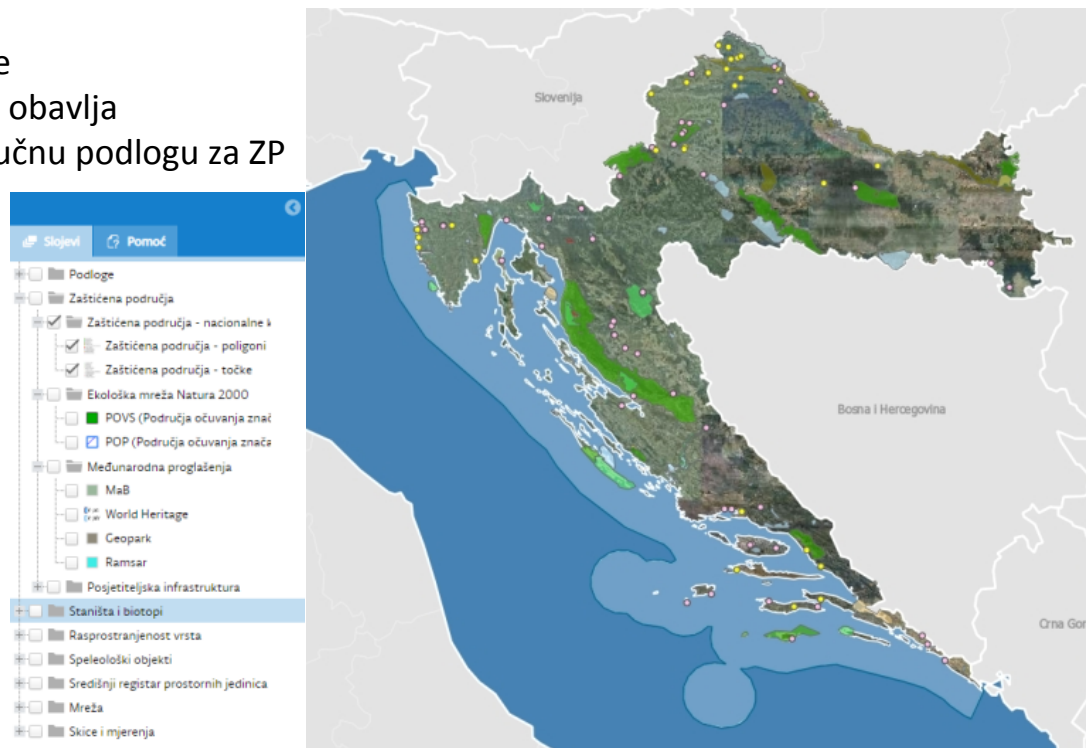 e
obavlja
učnu podlogu za ZP
Slojevi
Pomoć
Podloge
Zaštićena područja
Zaštićena područja - nacionalne k
Zaštićena područja - poligoni
Zaštićena područja - točke
Ekološka mreža Natura 2000
POVS (Područja očuvanja znač
POP (Područja očuvanja znača
Međunarodna proglašenja
MaB
World Heritage
Geopark
Ramsar
Posjetiteljska infrastruktura
Staništa i biotopi
Rasprostranjenost vrsta
Speleološki objekti
Središnji registar prostornih jedinica
Mreža
Skice i mjerenja
Slovenija
Bosna i Hercegovina
Crna Gor